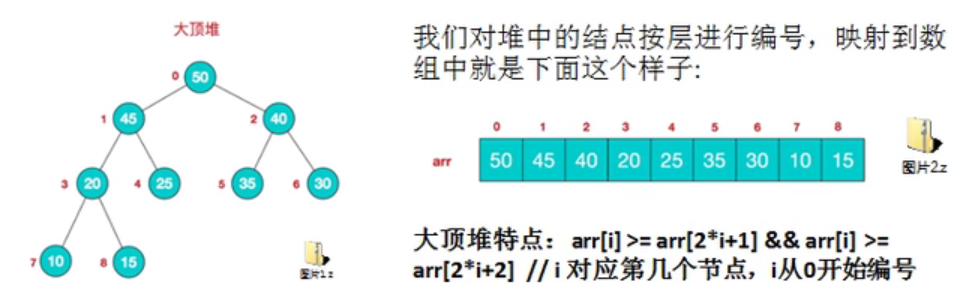 大顶堆
0 50
1 45
2 40
3 20
4 25
5 35
6 30
7 10
8 15
图片1.z
我们对堆中的结点按层进行编号，映射到数
组中就是下面这个样子:
0 1 2 3 4 5 6 7 8
arr 50 45 40 20 25 35 30 10 15
图片2.z
大顶堆特点：arr[i] >= arr[2*i+1] && arr[i] >=
arr[2*i+2] // i 对应第几个节点，i从0开始编号